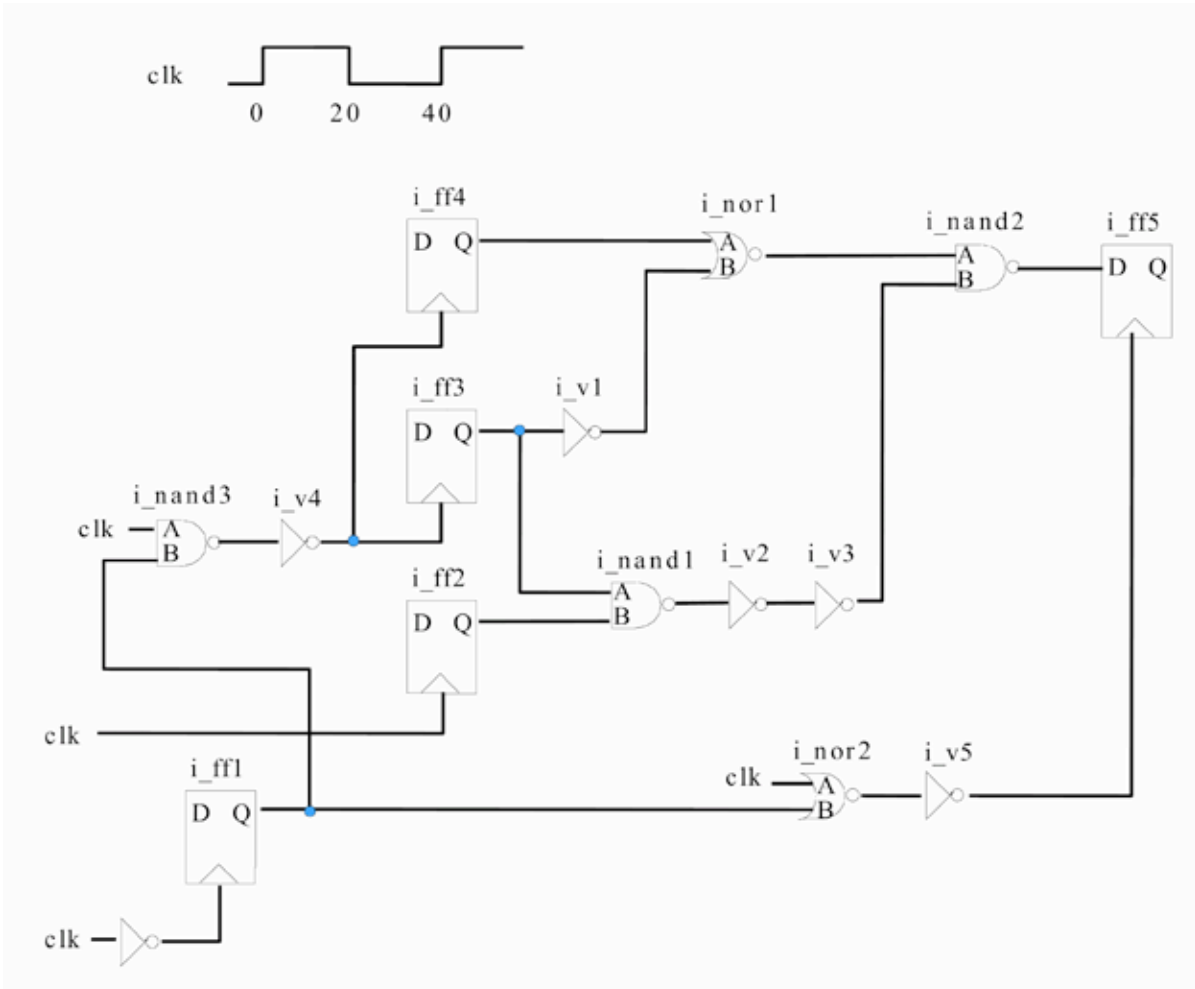 clk
0 20 40
i_ff4
D Q
i_nor1
A
B
i_nand2
A
B
i_ff5
D Q
i_ff3
D Q
i_v1
i_nand3
clk A
B
i_v4
i_ff2
D Q
i_nand1
A
B
i_v2
i_v3
clk
i_ff1
D Q
i_nor2
clk A
B
i_v5
clk